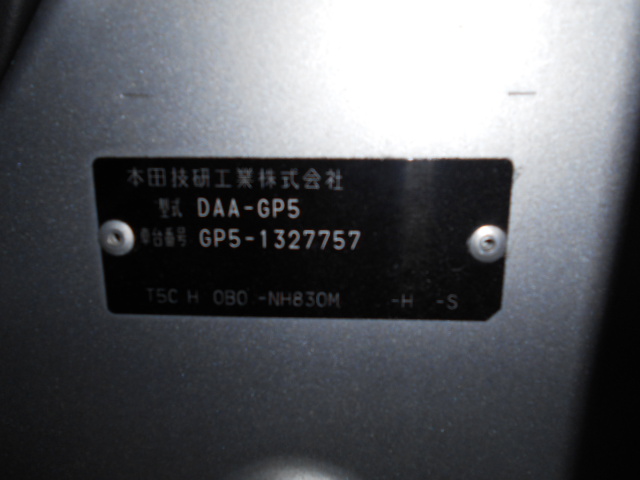 本田技研工業株式会社
型式 DAA-GP5
車台番号 GP5-1327757
T5C H 0B0 -NH830M -H -S